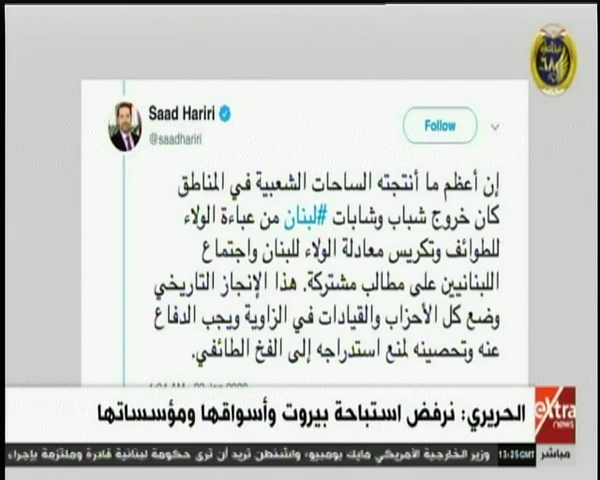 Saad Hariri
@saadhariri
Follow
إن أعظم ما أنتجته الساحات الشعبية في المناطق
كان خروج شباب وشابات #لبنان من عباءة الولاء
للطوائف وتكريس معادلة الولاء للبنان واجتماع
اللبنانيين على مطالب مشتركة. هذا الإنجاز التاريخي
وضع كل الأحزاب والقيادات في الزاوية ويجب الدفاع
عنه وتحصينه لمنع استدراجه إلى الفخ الطائفي.
الحريري: نرفض استباحة بيروت وأسواقها ومؤسساتها
eXtra
news
مباشر
13:25GMT
وزير الخارجية الأمريكي مايك بومبيو: واشنطن تريد أن ترى حكومة لبنانية قادرة وملتزمة بإجراء